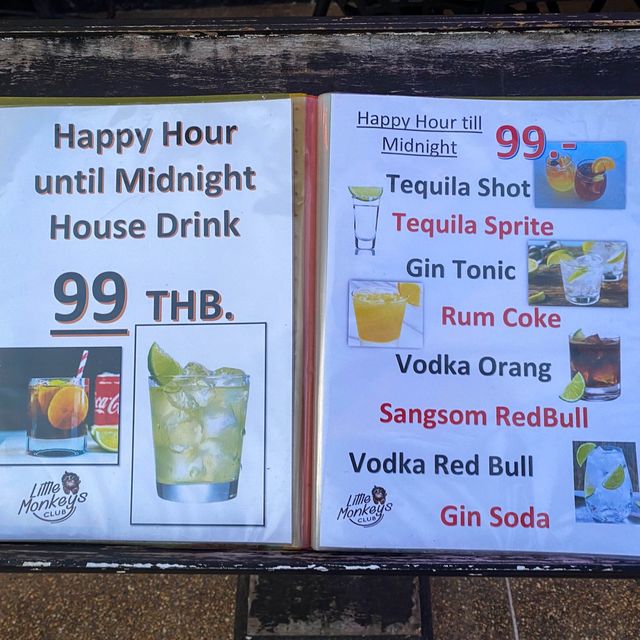 Happy Hour
until Midnight
House Drink
99 THB.
Little
Monkeys
CLUB
Happy Hour till
Midnight
99.-
Tequila Shot
Tequila Sprite
Gin Tonic
Rum Coke
Vodka Orang
Sangsom RedBull
Vodka Red Bull
Gin Soda
Little
Monkeys
CLUB